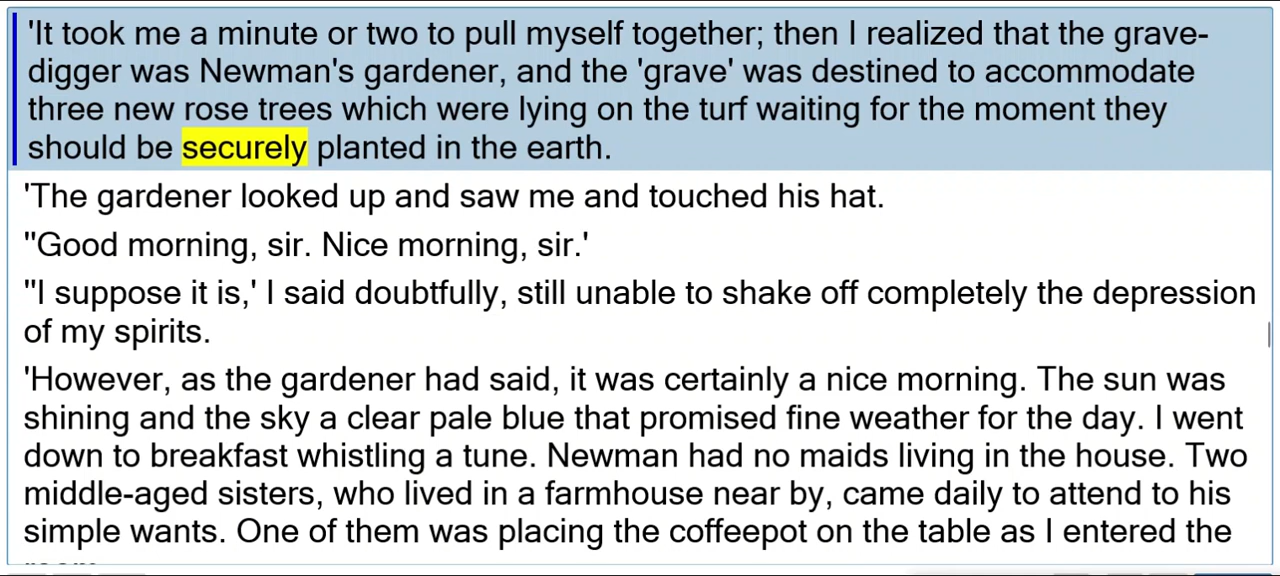 'It took me a minute or two to pull myself together; then I realized that the grave-
digger was Newman's gardener, and the 'grave' was destined to accommodate
three new rose trees which were lying on the turf waiting for the moment they
should be securely planted in the earth.
'The gardener looked up and saw me and touched his hat.
"Good morning, sir. Nice morning, sir.'
"I suppose it is,' I said doubtfully, still unable to shake off completely the depression
of my spirits.
'However, as the gardener had said, it was certainly a nice morning. The sun was
shining and the sky a clear pale blue that promised fine weather for the day. I went
down to breakfast whistling a tune. Newman had no maids living in the house. Two
middle-aged sisters, who lived in a farmhouse near by, came daily to attend to his
simple wants. One of them was placing the coffeepot on the table as I entered the